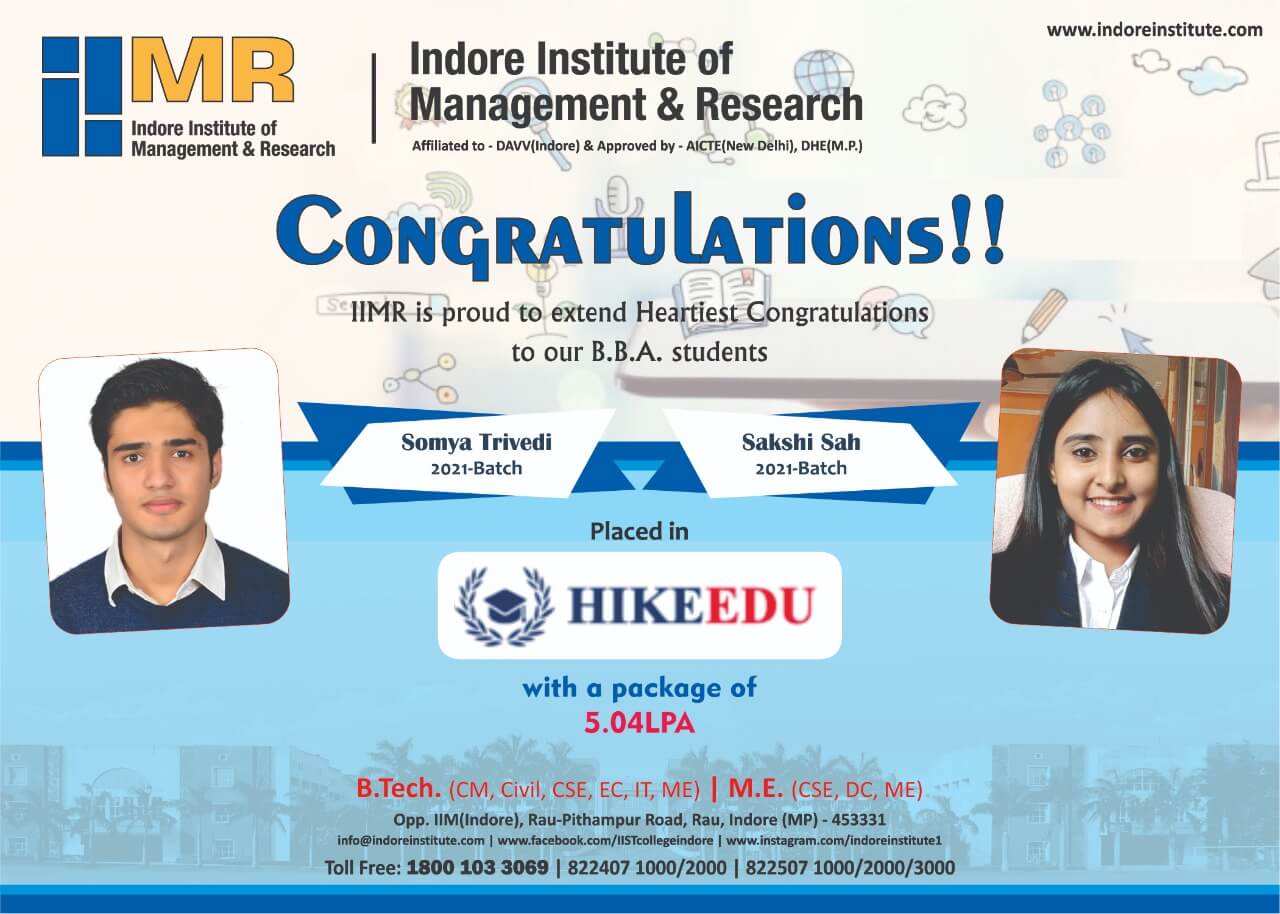 www.indoreinstitute.com
IIMR
Indore Institute of
Management & Research
Indore Institute of
Management & Research
Affiliated to - DAVV(Indore) & Approved by - AICTE(New Delhi), DHE(M.P.)
Congratulations!!
IIMR is proud to extend Heartiest Congratulations
to our B.B.A. students
Somya Trivedi
2021-Batch
Sakshi Sah
2021-Batch
Placed in
HIKEEDU
with a package of
5.04LPA
B.Tech. (CM, Civil, CSE, EC, IT, ME) | M.E. (CSE, DC, ME)
Opp. IIM(Indore), Rau-Pithampur Road, Rau, Indore (MP) - 453331
info@indoreinstitute.com | www.facebook.com/IISTcollegeindore | www.instagram.com/indoreinstitute1
Toll Free: 1800 103 3069 | 822407 1000/2000 | 822507 1000/2000/3000